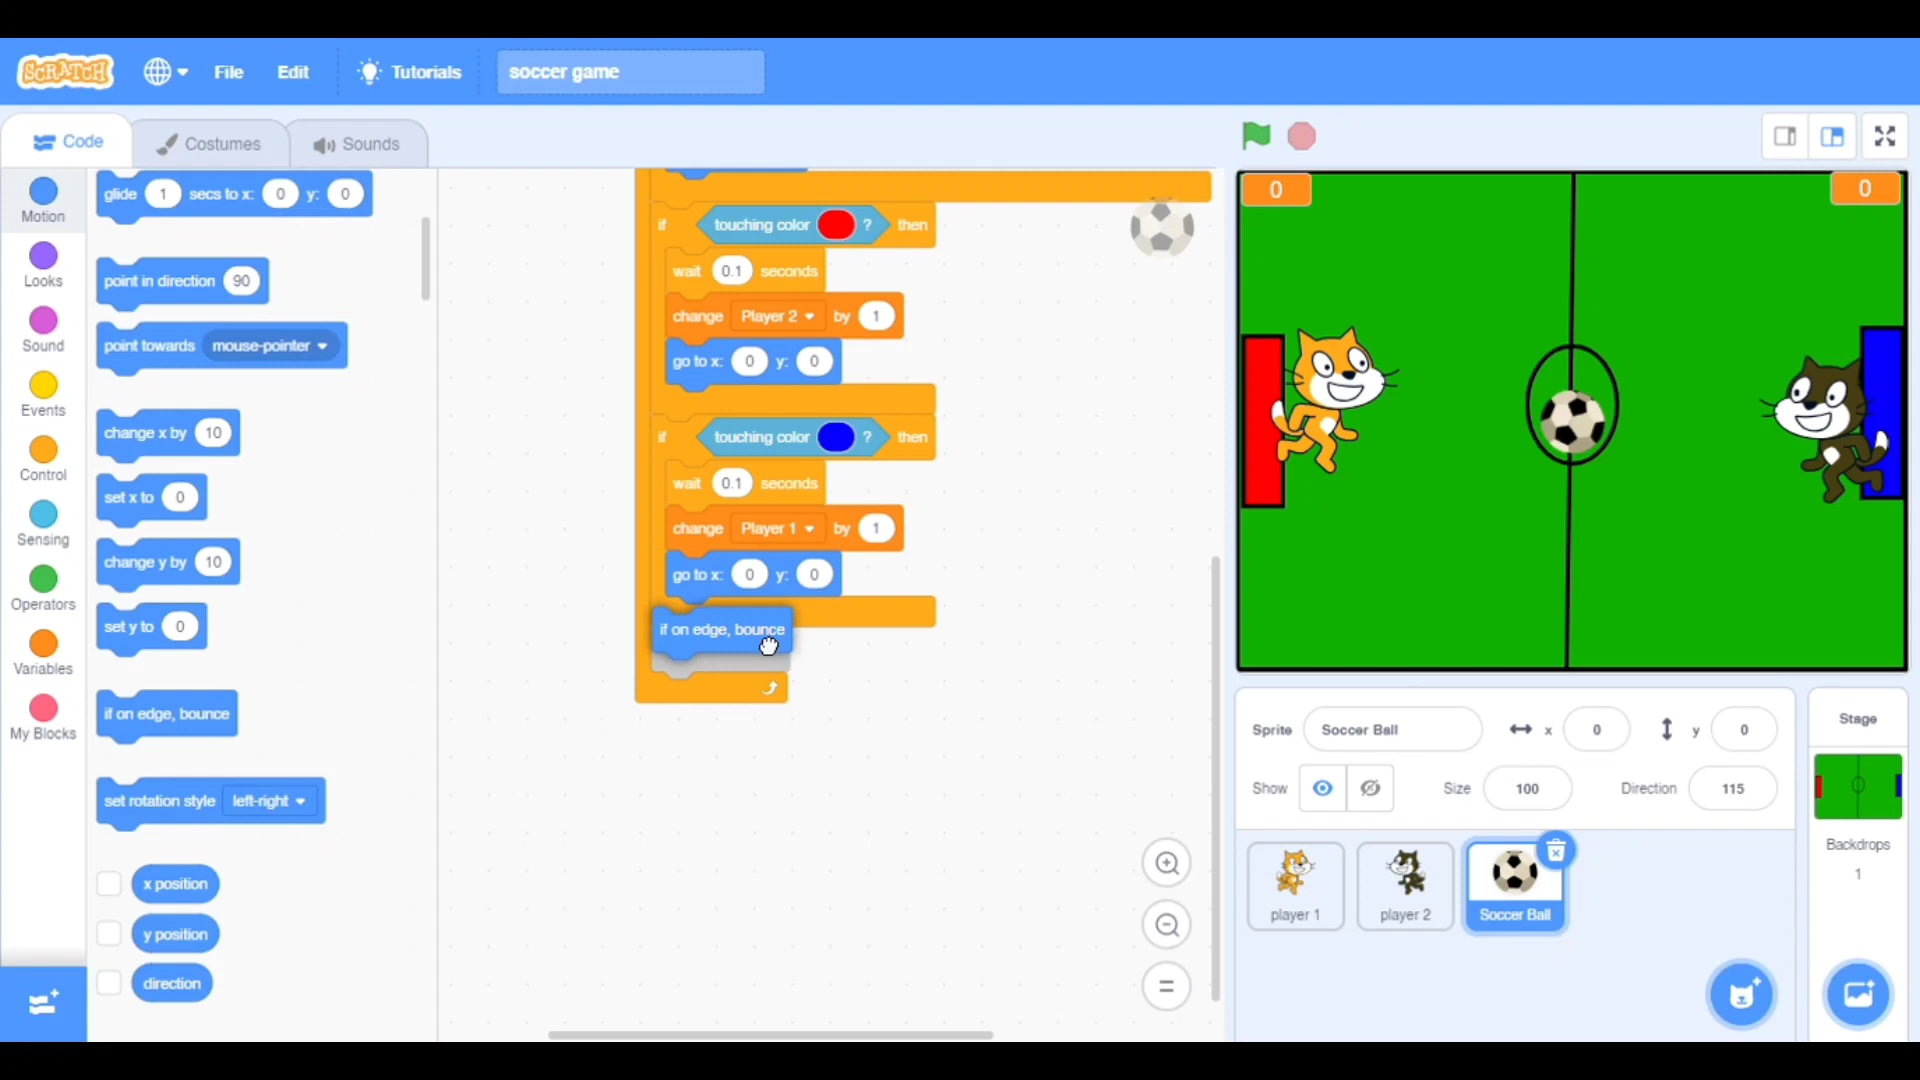 SCRATCH File Edit Tutorials soccer game
Code Costumes Sounds
Motion
Looks
Sound
Events
Control
Sensing
Operators
Variables
My Blocks
glide 1 secs to x: 0 y: 0
point in direction 90
point towards mouse-pointer
change x by 10
set x to 0
change y by 10
set y to 0
if on edge, bounce
set rotation style left-right
x position
y position
direction
if touching color ? then
wait 0.1 seconds
change Player 2 by 1
go to x: 0 y: 0
if touching color ? then
wait 0.1 seconds
change Player 1 by 1
go to x: 0 y: 0
if on edge, bounce
0 0
Sprite Soccer Ball x 0 y 0
Show Size 100 Direction 115
player 1 player 2 Soccer Ball
Stage
Backdrops
1